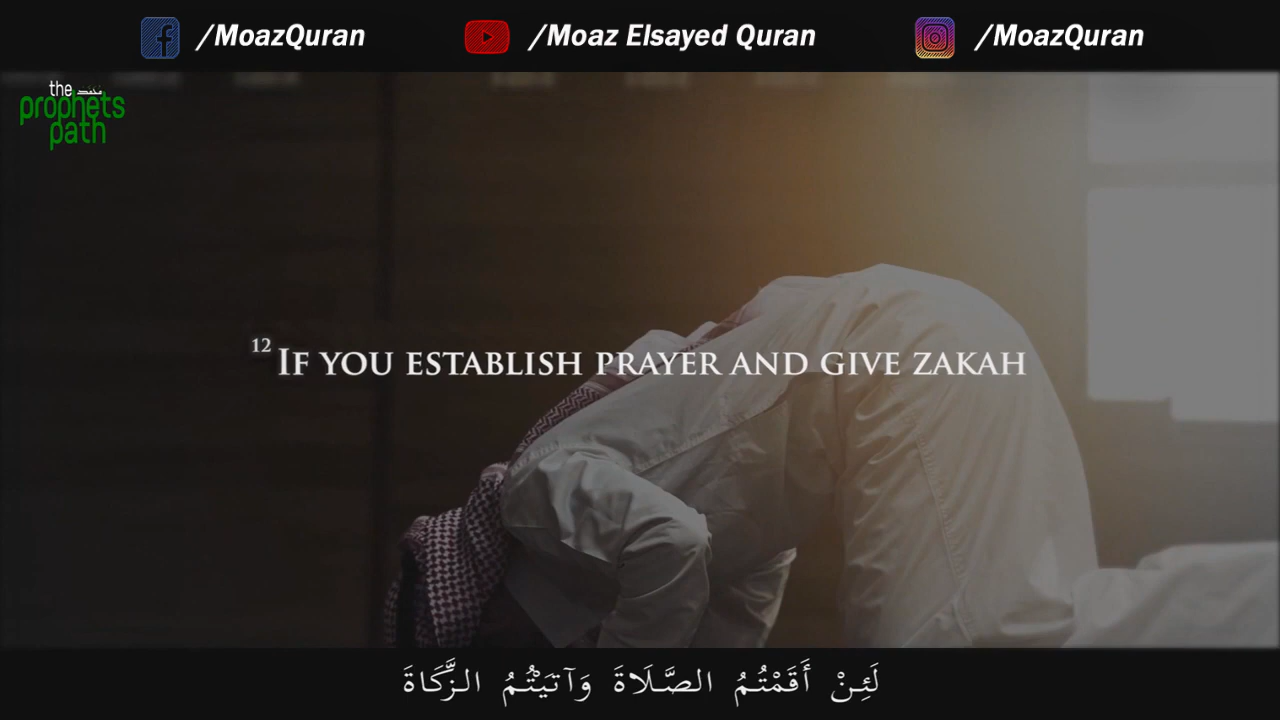 /MoazQuran
/Moaz Elsayed Quran
/MoazQuran
the
prophets
path
12 If you establish prayer and give zakah
لَئِنْ أَقَمْتُمُ الصَّلَاةَ وَآتَيْتُمُ الزَّكَاةَ